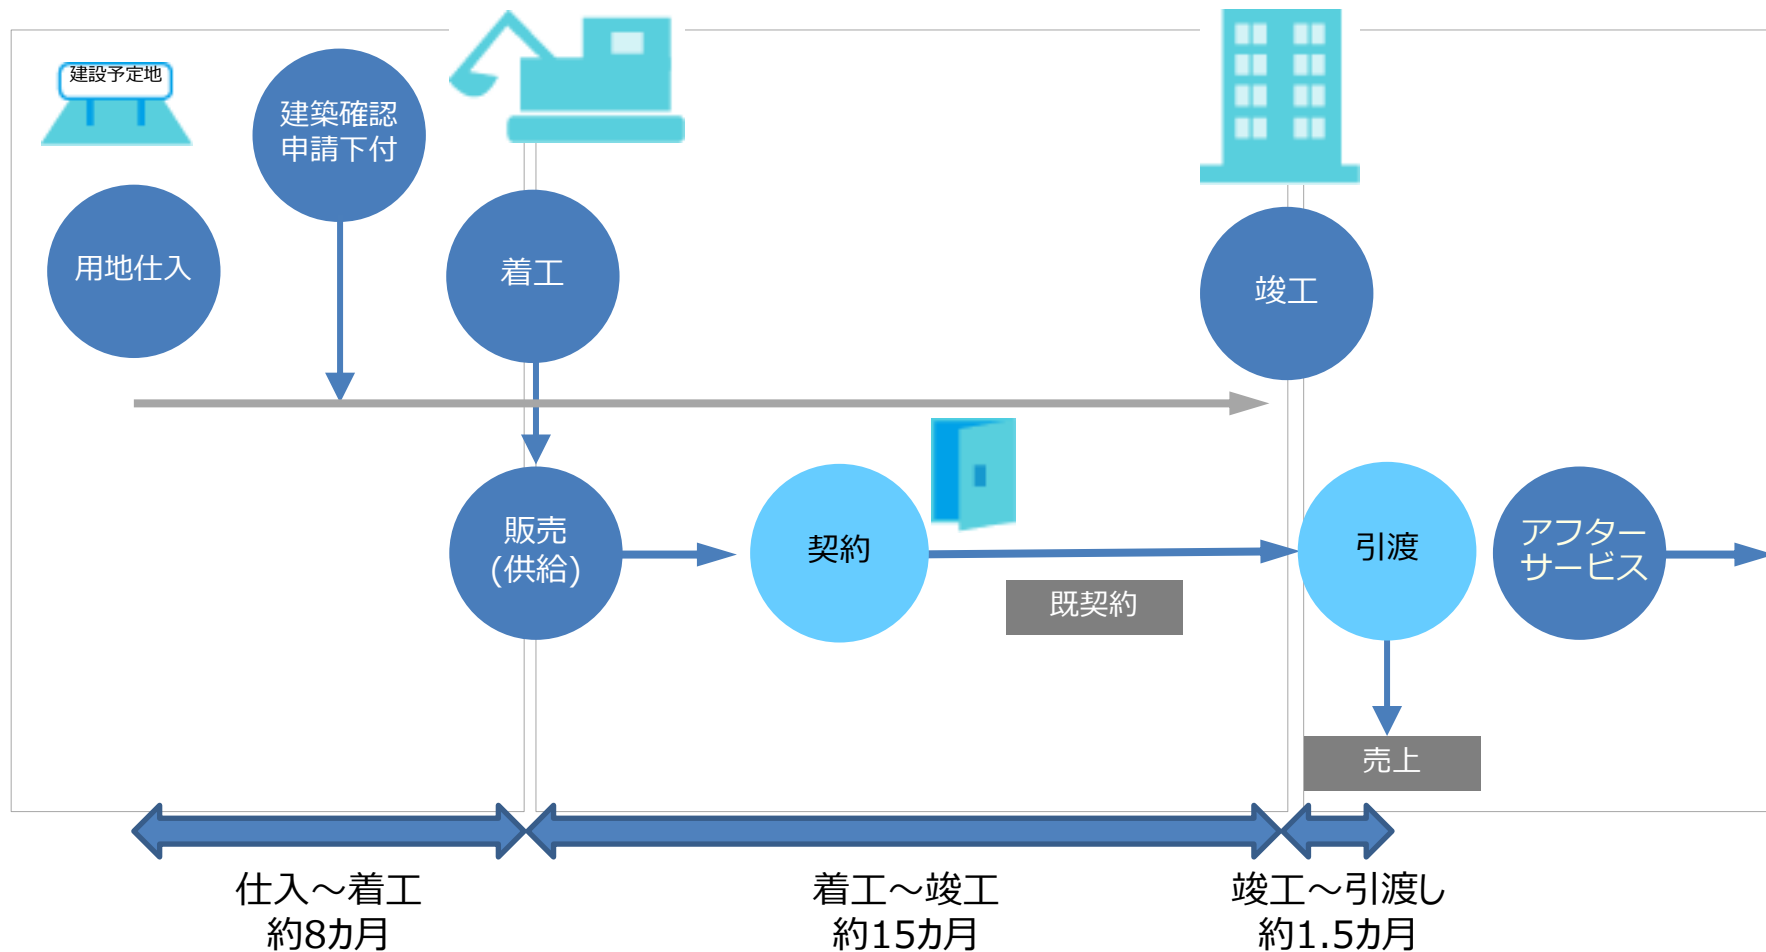 建設予定地
建築確認
申請下付
用地仕入
着工
竣工
販売
(供給)
契約
引渡
アフター
サービス
既契約
売上
仕入～着工
約8カ月
着工～竣工
約15カ月
竣工～引渡し
約1.5カ月